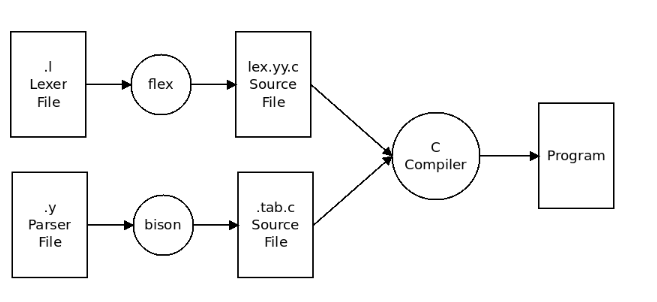 .l
Lexer
File
flex
lex.yy.c
Source
File
.y
Parser
File
bison
.tab.c
Source
File
C
Compiler
Program